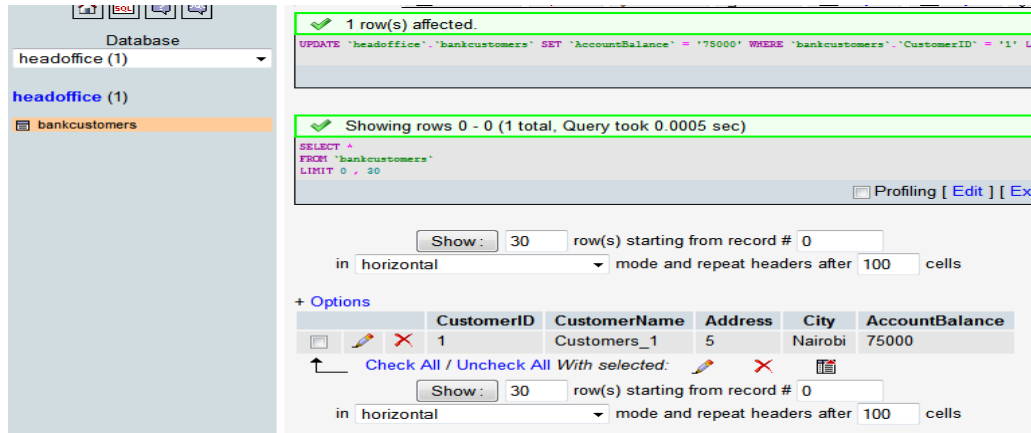 SQL
Database
headoffice (1)
headoffice (1)
bankcustomers
1 row(s) affected.
UPDATE `headoffice`.`bankcustomers` SET `AccountBalance` = '75000' WHERE `bankcustomers`.`CustomerID` = '1' L
Showing rows 0 - 0 (1 total, Query took 0.0005 sec)
SELECT *
FROM `bankcustomers`
LIMIT 0 , 30
Profiling [ Edit ] [ Ex
Show : 30 row(s) starting from record # 0
in horizontal mode and repeat headers after 100 cells
+ Options
CustomerID CustomerName Address City AccountBalance
1 Customers_1 5 Nairobi 75000
Check All / Uncheck All With selected:
Show : 30 row(s) starting from record # 0
in horizontal mode and repeat headers after 100 cells